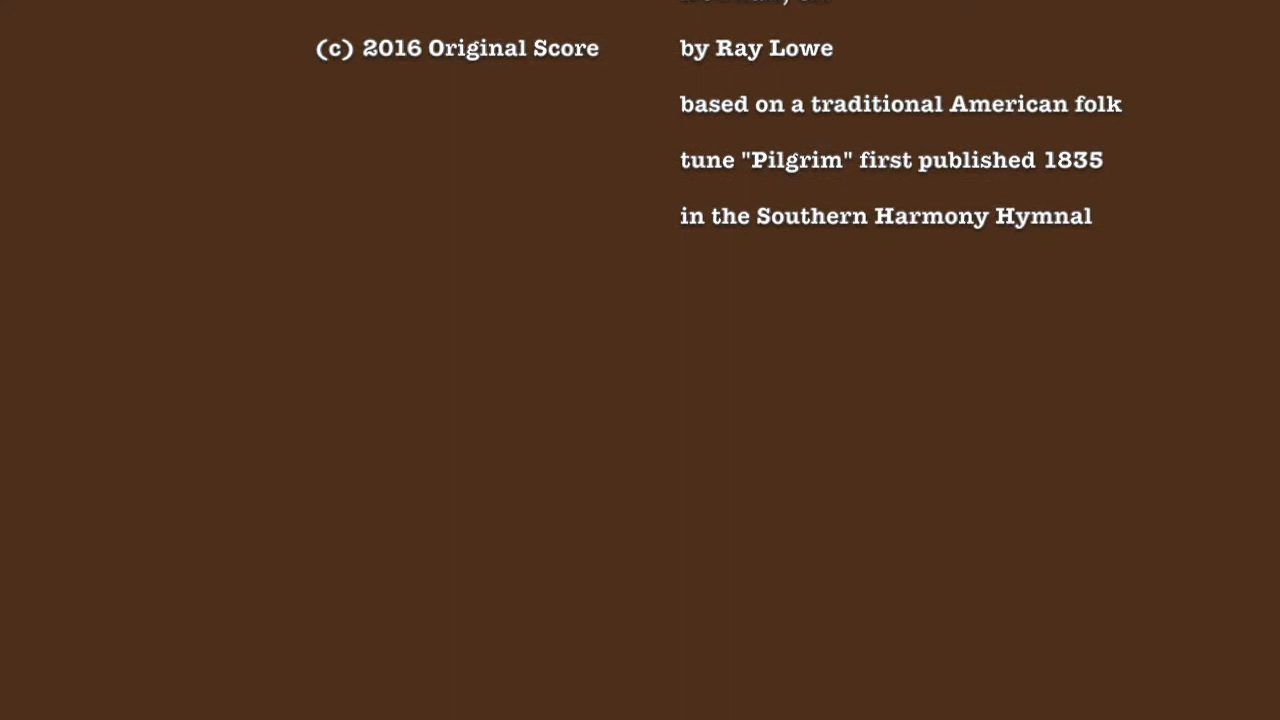 (c) 2016 Original Score by Ray Lowe
based on a traditional American folk
tune "Pilgrim" first published 1835
in the Southern Harmony Hymnal